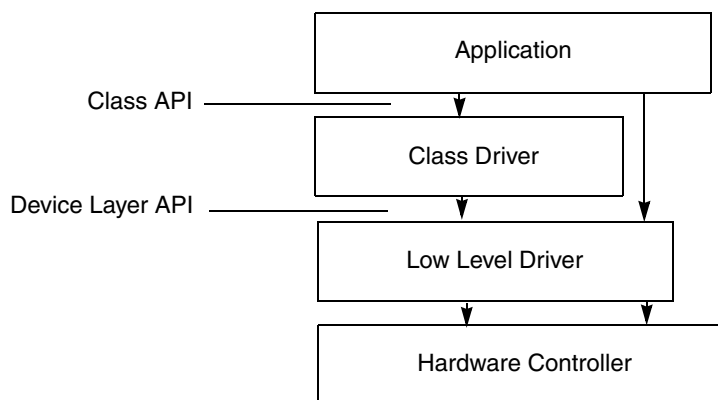 Application
Class API
Class Driver
Device Layer API
Low Level Driver
Hardware Controller